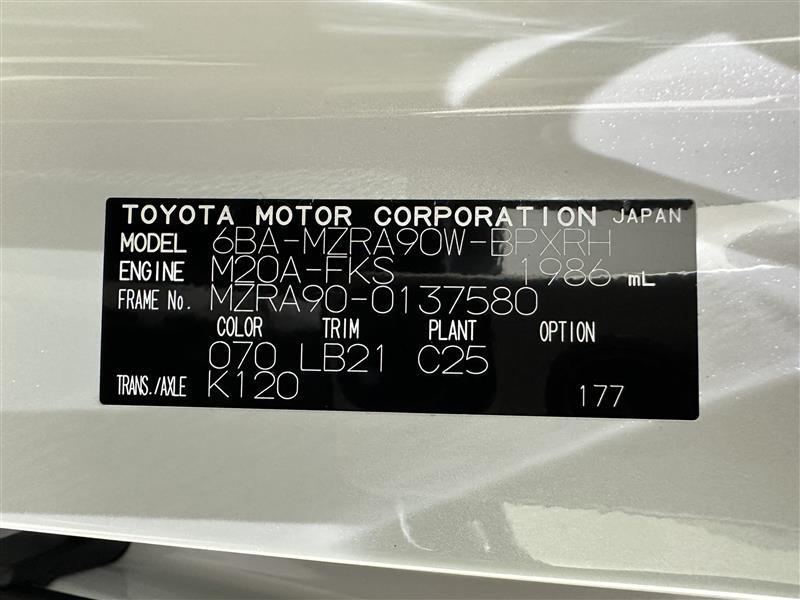 TOYOTA MOTOR CORPORATION JAPAN
MODEL 6BA-MZRA90W-BPXRH
ENGINE M20A-FKS 1986 mL
FRAME No. MZRA90-0137580
COLOR TRIM PLANT OPTION
070 LB21 C25
TRANS./AXLE K120 177